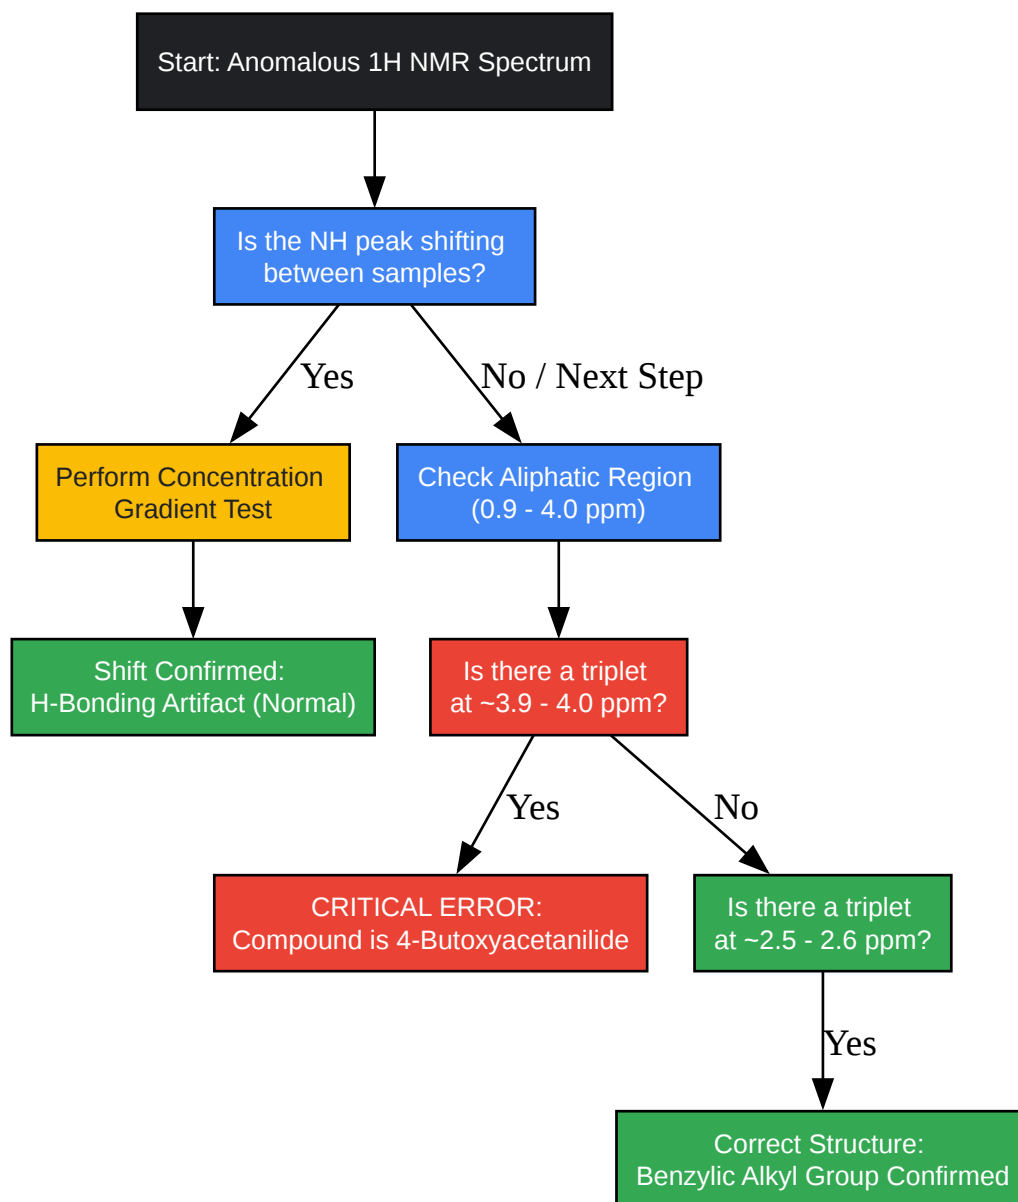 Start: Anomalous 1H NMR Spectrum
Is the NH peak shifting
between samples?
Yes
No / Next Step
Perform Concentration
Gradient Test
Check Aliphatic Region
(0.9 - 4.0 ppm)
Shift Confirmed:
H-Bonding Artifact (Normal)
Is there a triplet
at ~3.9 - 4.0 ppm?
Yes
No
CRITICAL ERROR:
Compound is 4-Butoxyacetanilide
Is there a triplet
at ~2.5 - 2.6 ppm?
Yes
Correct Structure:
Benzylic Alkyl Group Confirmed